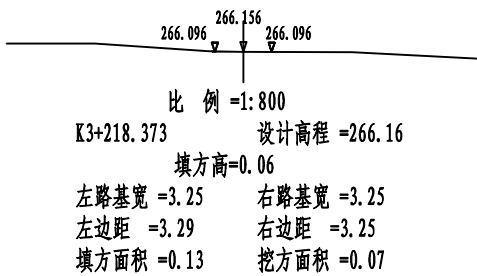 266.156
266.096 266.096
比 例 =1:800
K3+218.373 设计高程 =266.16
填方高=0.06
左路基宽 =3.25 右路基宽 =3.25
左边距 =3.29 右边距 =3.25
填方面积 =0.13 挖方面积 =0.07